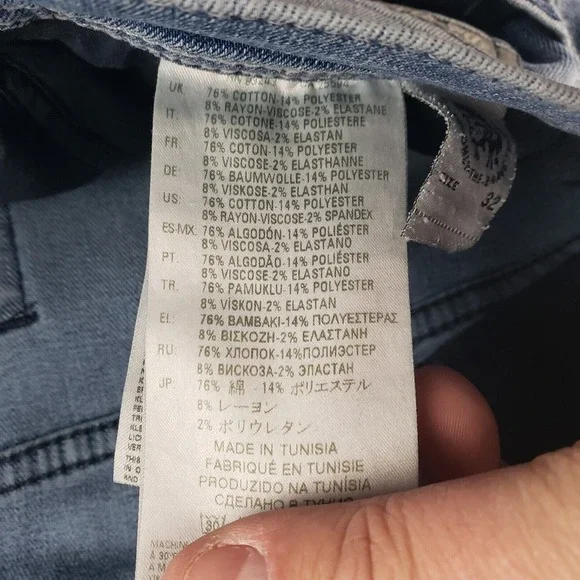 UK: 76% COTTON-14% POLYESTER
8% RAYON-VISCOSE-2% ELASTANE
IT: 76% COTONE-14% POLIESTERE
8% VISCOSA-2% ELASTAN
FR: 76% COTON-14% POLYESTER
8% VISCOSE-2% ELASTHANNE
DE: 76% BAUMWOLLE-14% POLYESTER
8% VISKOSE-2% ELASTHAN
US: 76% COTTON-14% POLYESTER
8% RAYON-VISCOSE-2% SPANDEX
ES-MX: 76% ALGODÓN-14% POLIÉSTER
8% VISCOSA-2% ELASTANO
PT: 76% ALGODÃO-14% POLIÉSTER
8% VISCOSE-2% ELASTANO
TR: 76% PAMUKLU-14% POLYESTER
8% VİSKON-2% ELASTAN
EL: 76% ΒΑΜΒΑΚΙ-14% ΠΟΛΥΕΣΤΕΡΑΣ
8% ΒΙΣΚΟΖΗ-2% ΕΛΑΣΤΑΝΗ
RU: 76% ХЛОПОК-14%ПОЛИЭСТЕР
8% ВИСКОЗА-2% ЭЛАСТАН
JP: 76% 綿 -14% ポリエステル
8% レーヨン
2% ポリウレタン
MADE IN TUNISIA
FABRIQUÉ EN TUNISIE
PRODUZIDO NA TUNÍSIA
СДЕЛАНО В
30
MACHIN
À 30°
A M
SIZE 32